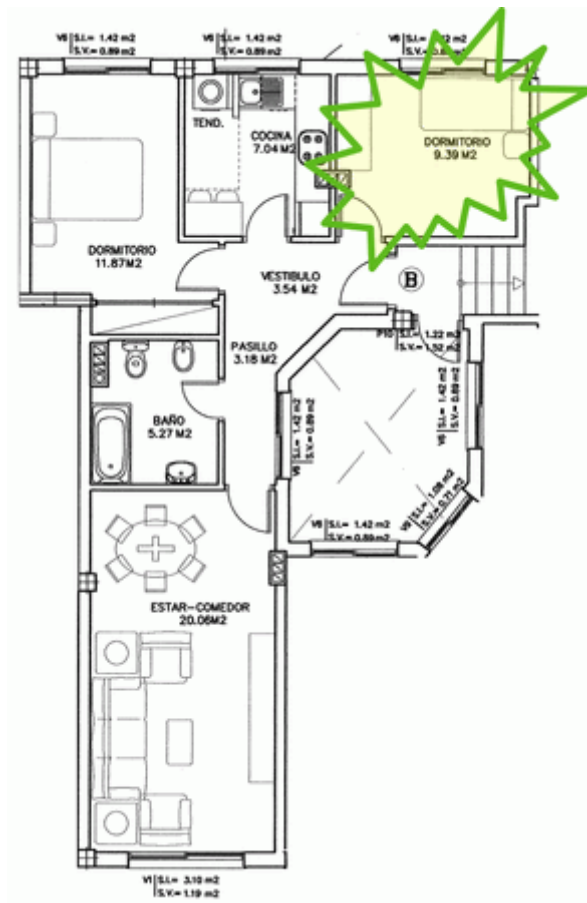 V6 S.I.= 1.42 m2
S.V.= 0.89 m2
V6 S.I.= 1.42 m2
S.V.= 0.89 m2
TEND.
COCINA
7.04 M2
DORMITORIO
9.39 M2
DORMITORIO
11.87M2
VESTIBULO
3.54 M2
B
PASILLO
3.18 M2
P10 S.I.= 1.22 m2
S.V.= 1.52 m2
BAÑO
5.27 M2
V6 S.I.= 1.42 m2
S.V.= 0.89 m2
V6 S.I.= 1.42 m2
S.V.= 0.89 m2
V9 S.I.= 1.08 m2
S.V.= 0.71 m2
V6 S.I.= 1.42 m2
S.V.= 0.89 m2
ESTAR-COMEDOR
20.06M2
V1 S.I.= 3.10 m2
S.V.= 1.19 m2